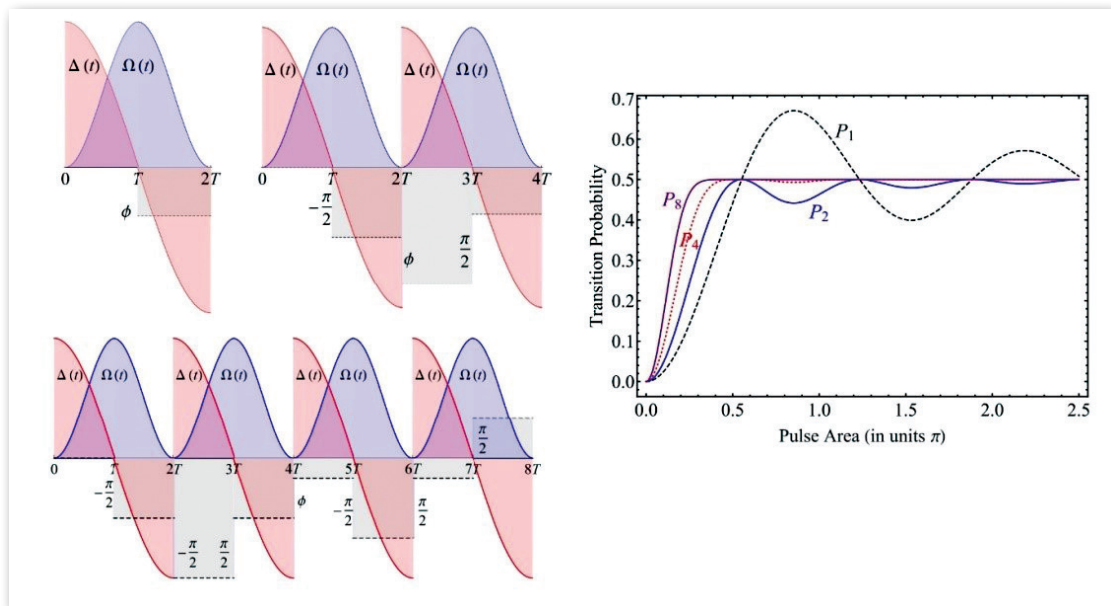 Δ (t) Ω (t)
0 T 2T
ϕ
Δ (t) Ω (t) Δ (t) Ω (t)
0 T 2T 3T 4T
−π/2 ϕ π/2
Δ (t) Ω (t) Δ (t) Ω (t) Δ (t) Ω (t) Δ (t) Ω (t)
π/2
0 T 2T 3T 4T 5T 6T 7T 8T
−π/2 −π/2 π/2 ϕ −π/2 π/2
Transition Probability
0.7
0.6
0.5
0.4
0.3
0.2
0.1
0.0
P₁
P₈
P₂
P₄
0.0 0.5 1.0 1.5 2.0 2.5
Pulse Area (in units π)